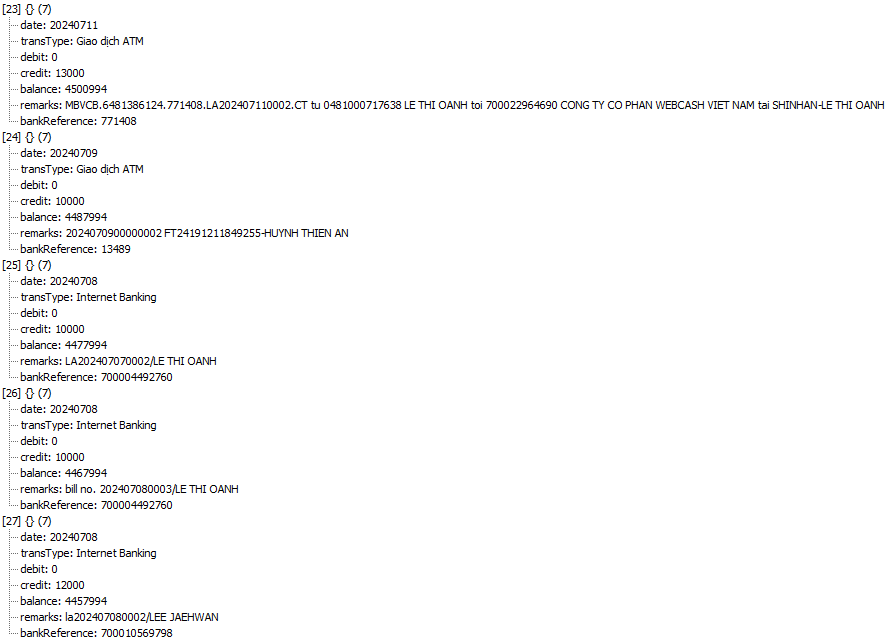 [23] {} (7)
date: 20240711
transType: Giao dịch ATM
debit: 0
credit: 13000
balance: 4500994
remarks: MBVCB.6481386124.771408.LA202407110002.CT tu 0481000717638 LE THI OANH toi 700022964690 CONG TY CO PHAN WEBCASH VIET NAM tai SHINHAN-LE THI OANH
bankReference: 771408
[24] {} (7)
date: 20240709
transType: Giao dịch ATM
debit: 0
credit: 10000
balance: 4487994
remarks: 2024070900000002 FT24191211849255-HUYNH THIEN AN
bankReference: 13489
[25] {} (7)
date: 20240708
transType: Internet Banking
debit: 0
credit: 10000
balance: 4477994
remarks: LA202407070002/LE THI OANH
bankReference: 700004492760
[26] {} (7)
date: 20240708
transType: Internet Banking
debit: 0
credit: 10000
balance: 4467994
remarks: bill no. 202407080003/LE THI OANH
bankReference: 700004492760
[27] {} (7)
date: 20240708
transType: Internet Banking
debit: 0
credit: 12000
balance: 4457994
remarks: la202407080002/LEE JAEHWAN
bankReference: 700010569798